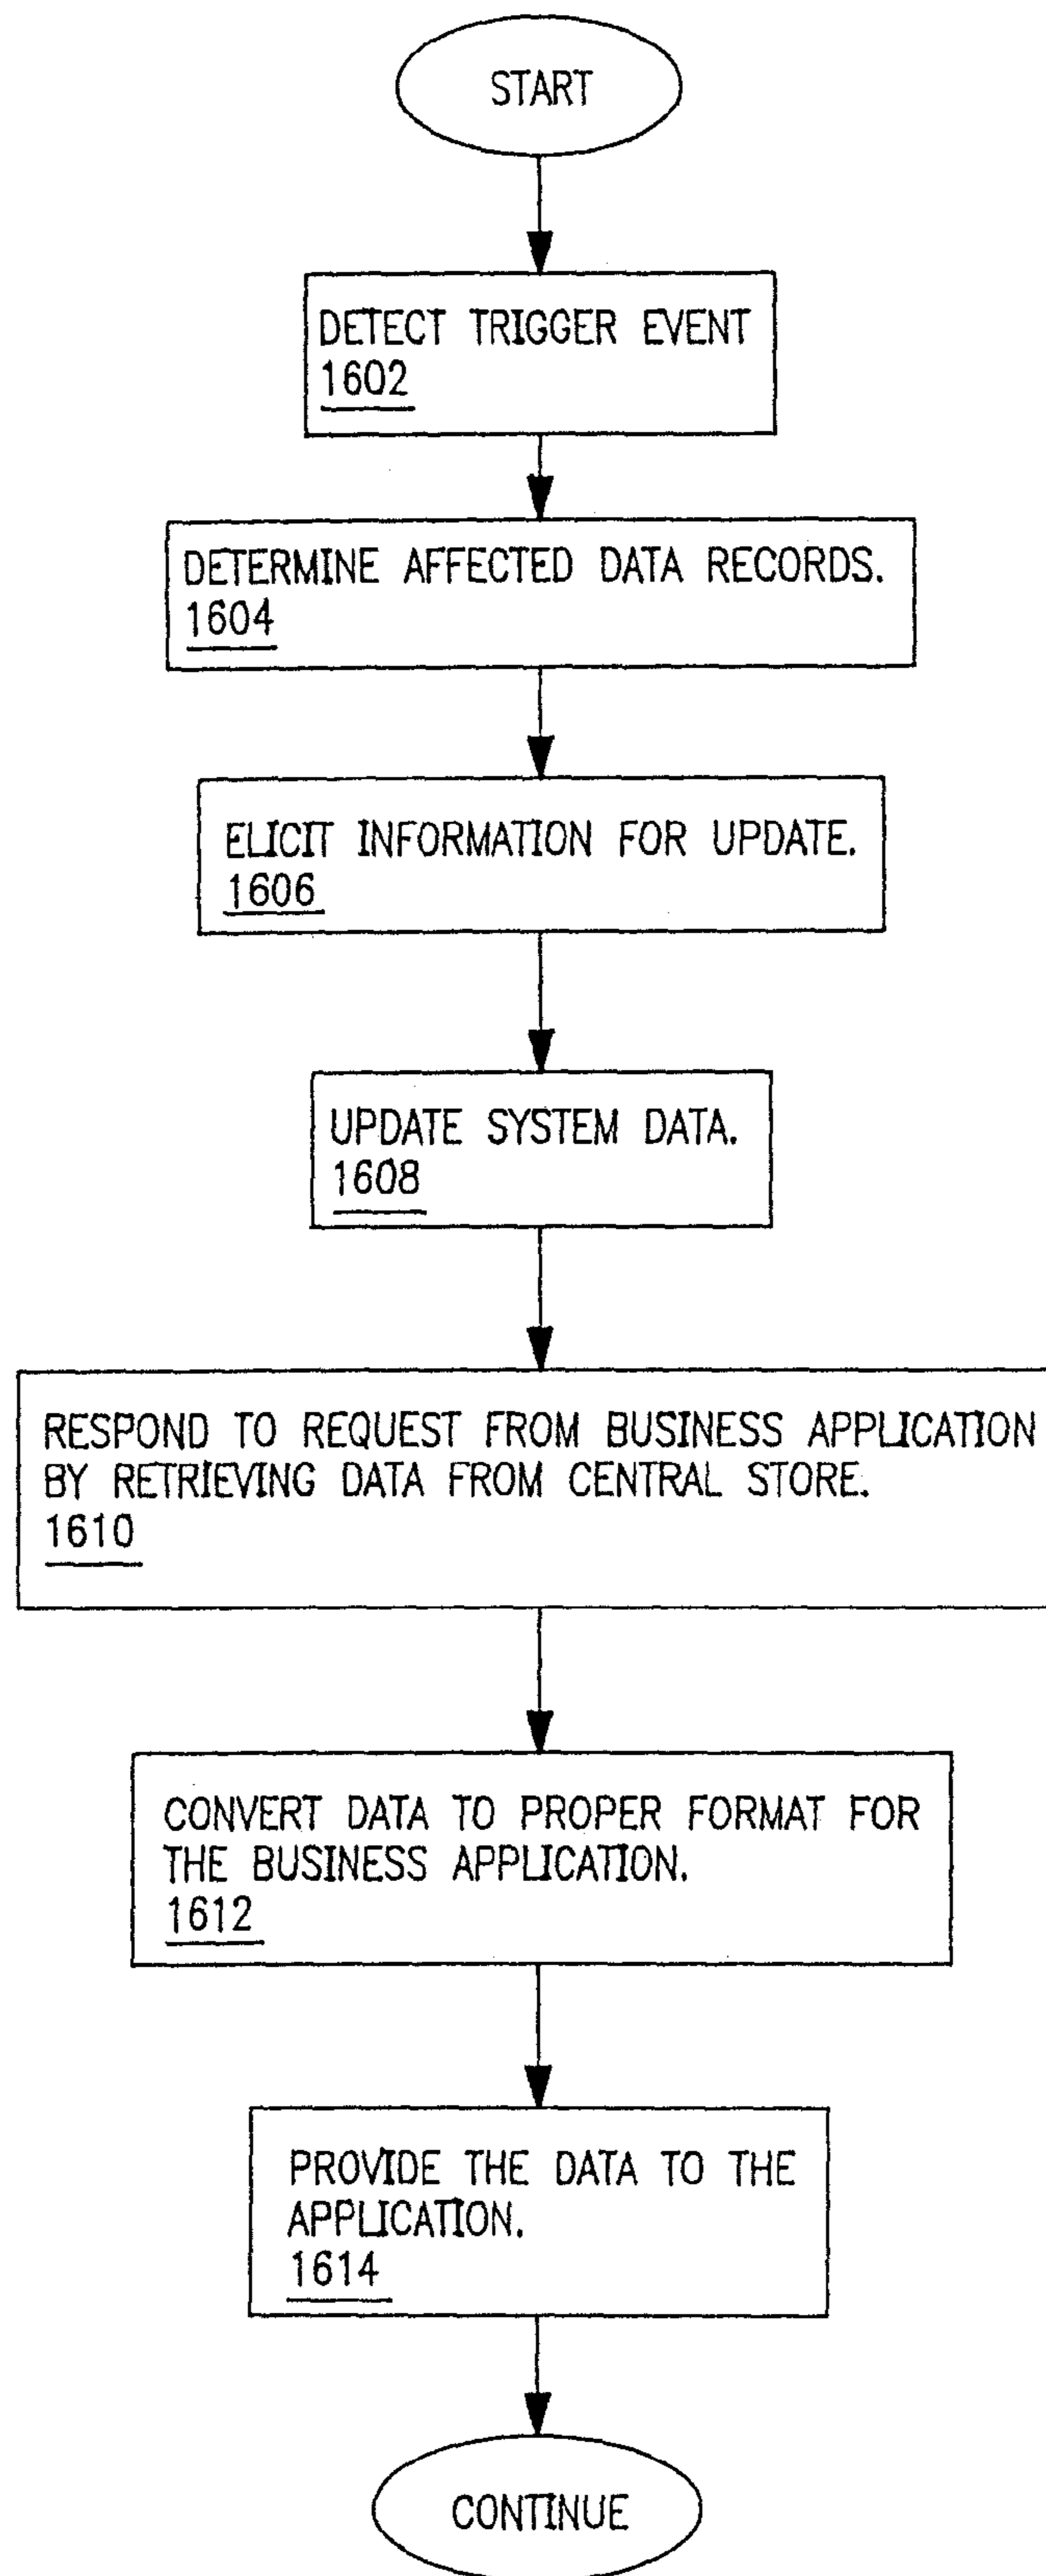 START
DETECT TRIGGER EVENT
1602
DETERMINE AFFECTED DATA RECORDS.
1604
ELICIT INFORMATION FOR UPDATE.
1606
UPDATE SYSTEM DATA.
1608
RESPOND TO REQUEST FROM BUSINESS APPLICATION
BY RETRIEVING DATA FROM CENTRAL STORE.
1610
CONVERT DATA TO PROPER FORMAT FOR
THE BUSINESS APPLICATION.
1612
PROVIDE THE DATA TO THE
APPLICATION.
1614
CONTINUE